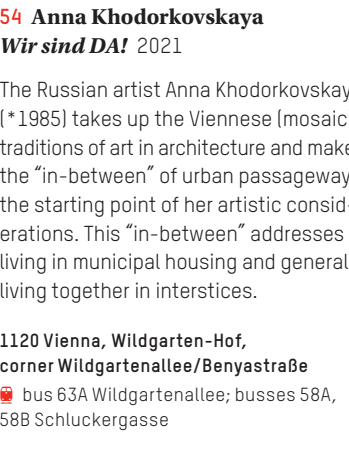 54 Anna Khodorkovskaya
Wir sind DA! 2021
The Russian artist Anna Khodorkovskay
(*1985) takes up the Viennese (mosaic
traditions of art in architecture and make
the “in-between” of urban passageway
the starting point of her artistic consid-
erations. This “in-between” addresses
living in municipal housing and general
living together in interstices.
1120 Vienna, Wildgarten-Hof,
corner Wildgartenallee/Benyastraße
bus 63A Wildgartenallee; busses 58A,
58B Schluckergasse